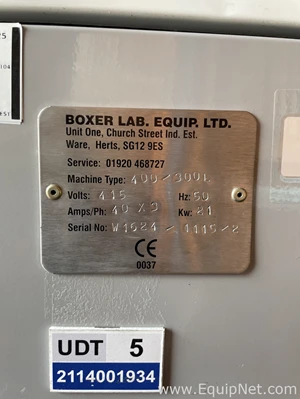 BOXER LAB. EQUIP. LTD.
Unit One, Church Street Ind. Est.
Ware, Herts, SG12 9ES
Service: 01920 468727
Machine Type: 400/300L
Volts: 415 Hz: 50
Amps/Ph: 40 X 3 Kw: 21
Serial No: W1624 / 1115/2
CE
0037
UDT 5
2114001934
www.EquipNet.com